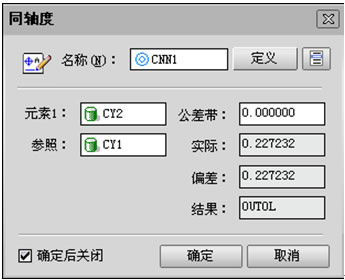 同轴度
名称(N): CNN1 定义
元素1: CY2 公差带: 0.000000
参照: CY1 实际: 0.227232
偏差: 0.227232
结果: OUTOL
确定后关闭 确定 取消